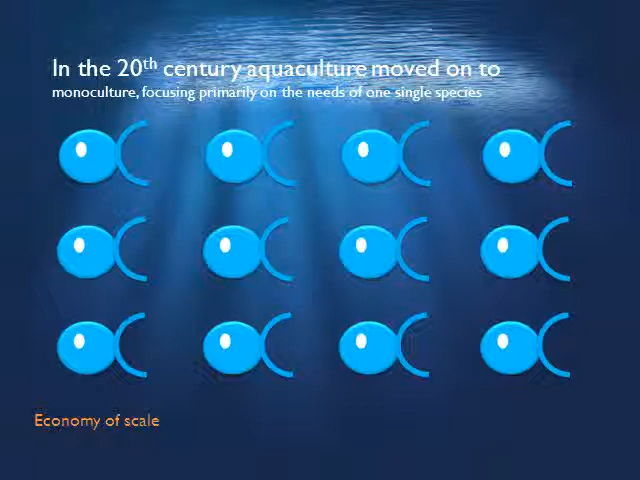 In the 20th century aquaculture moved on to
monoculture, focusing primarily on the needs of one single species
Economy of scale